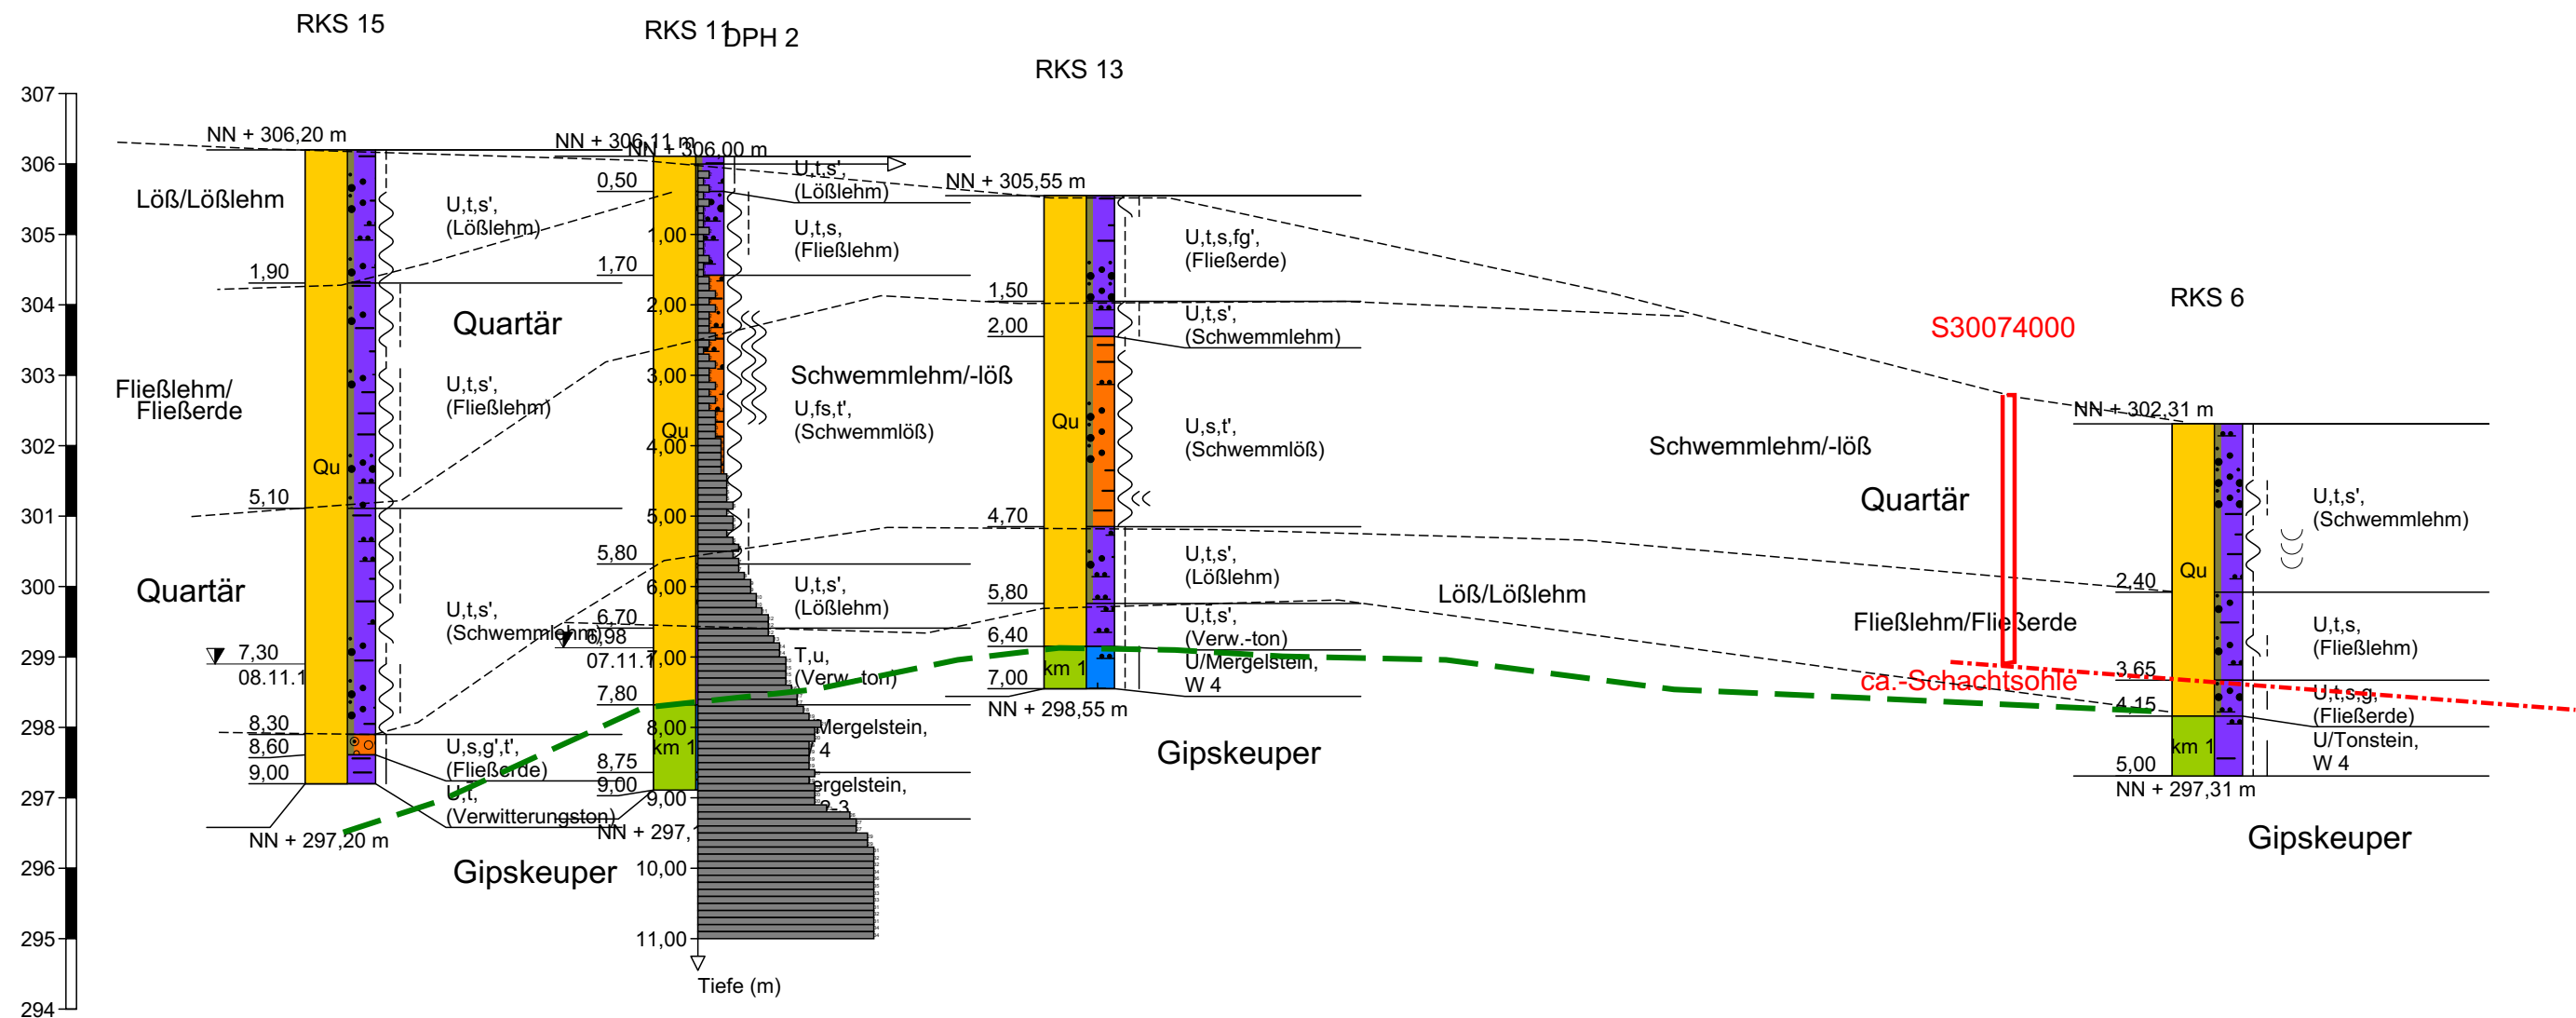 RKS 15
RKS 11
DPH 2
RKS 13
RKS 6
S30074000
307
306
305
304
303
302
301
300
299
298
297
296
295
294
NN + 306,20 m
Löß/Lößlehm
U,t,s',
(Lößlehm)
1,90
Quartär
Fließlehm/
Fließerde
U,t,s',
(Fließlehm)
Qu
5,10
Quartär
U,t,s',
(Schwemmlehm)
7,30
08.11.1
8,30
8,60
9,00
U,s,g',t',
(Fließerde)
U,t,
(Verwitterungston)
NN + 297,20 m
Gipskeuper
NN + 306,11 m
NN + 306,00 m
0,50
U,t,s',
(Lößlehm)
U,t,s,
(Fließlehm)
1,70
Schwemmlehm/-löß
U,fs,t',
(Schwemmlöß)
Qu
5,80
U,t,s',
(Lößlehm)
6,70
6,98
07.11.1
T,u,
(Verw.-ton)
7,80
km 1
Mergelstein,
4
8,75
9,00
ergelstein,
2-3
NN + 297,
1,00
2,00
3,00
4,00
5,00
6,00
7,00
8,00
9,00
10,00
11,00
Tiefe (m)
NN + 305,55 m
U,t,s,fg',
(Fließerde)
1,50
U,t,s',
(Schwemmlehm)
2,00
Qu
U,s,t',
(Schwemmlöß)
4,70
U,t,s',
(Lößlehm)
5,80
U,t,s',
(Verw.-ton)
6,40
km 1
U/Mergelstein,
W 4
7,00
NN + 298,55 m
Gipskeuper
Löß/Lößlehm
Schwemmlehm/-löß
Quartär
Fließlehm/Fließerde
ca.-Schachtsohle
NN + 302,31 m
U,t,s',
(Schwemmlehm)
Qu
2,40
U,t,s,
(Fließlehm)
3,65
U,t,s,g,
(Fließerde)
4,15
km 1
U/Tonstein,
W 4
5,00
NN + 297,31 m
Gipskeuper